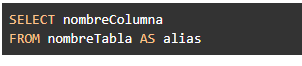 SELECT nombreColumna
FROM nombreTabla AS alias